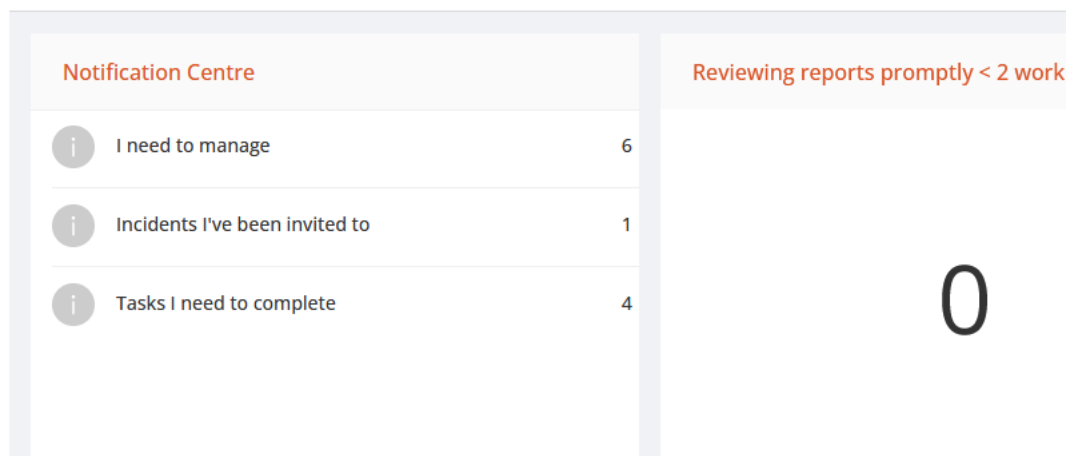 Notification Centre
I need to manage 6
Incidents I've been invited to 1
Tasks I need to complete 4
Reviewing reports promptly < 2 work
0